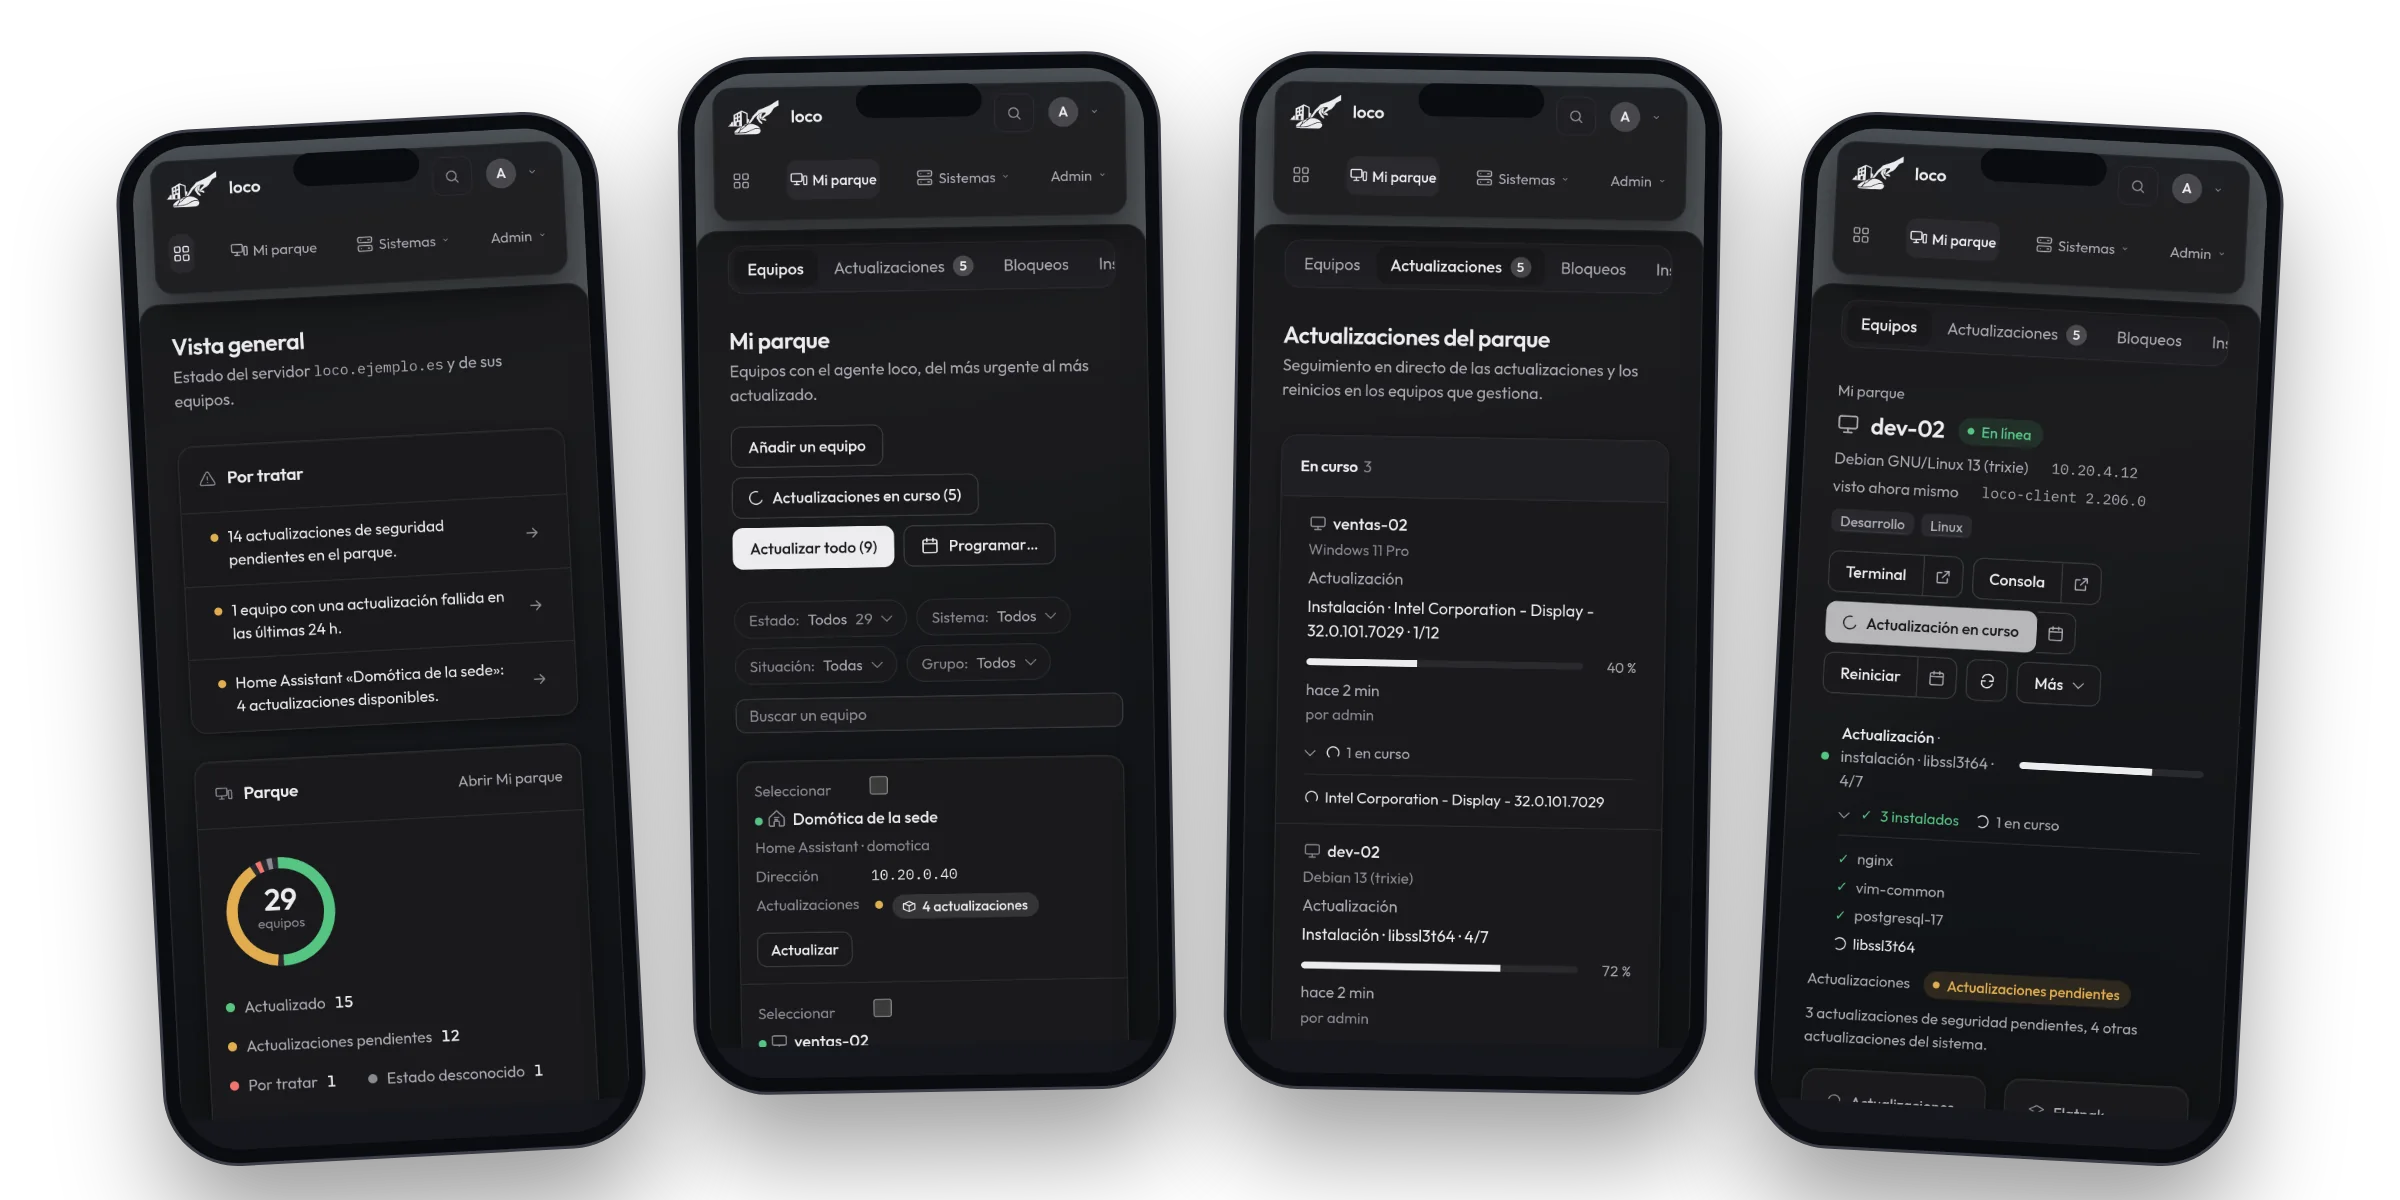 loco
A
Mi parque
Sistemas
Admin
Vista general
Estado del servidor loco.ejemplo.es y de sus
equipos.
Por tratar
14 actualizaciones de seguridad
pendientes en el parque.
1 equipo con una actualización fallida en
las últimas 24 h.
Home Assistant «Domótica de la sede»:
4 actualizaciones disponibles.
Parque
Abrir Mi parque
29
equipos
Actualizado 15
Actualizaciones pendientes 12
Por tratar 1
Estado desconocido 1
loco
A
Mi parque
Sistemas
Admin
Equipos
Actualizaciones 5
Bloqueos
Ins
Mi parque
Equipos con el agente loco, del más urgente al más
actualizado.
Añadir un equipo
Actualizaciones en curso (5)
Actualizar todo (9)
Programar...
Estado: Todos 29
Sistema: Todos
Situación: Todas
Grupo: Todos
Buscar un equipo
Seleccionar
Domótica de la sede
Home Assistant · domotica
Dirección 10.20.0.40
Actualizaciones 4 actualizaciones
Actualizar
Seleccionar
ventas-02
loco
A
Mi parque
Sistemas
Admin
Equipos
Actualizaciones 5
Bloqueos
Ins
Actualizaciones del parque
Seguimiento en directo de las actualizaciones y los
reinicios en los equipos que gestiona.
En curso 3
ventas-02
Windows 11 Pro
Actualización
Instalación · Intel Corporation - Display -
32.0.101.7029 · 1/12
40 %
hace 2 min
por admin
1 en curso
Intel Corporation - Display - 32.0.101.7029
dev-02
Debian 13 (trixie)
Actualización
Instalación · libssl3t64 · 4/7
72 %
hace 2 min
por admin
loco
A
Mi parque
Sistemas
Admin
Equipos
Actualizaciones 5
Bloqueos
Ins
Mi parque
dev-02
En línea
Debian GNU/Linux 13 (trixie) 10.20.4.12
visto ahora mismo loco-client 2.206.0
Desarrollo
Linux
Terminal
Consola
Actualización en curso
Reiniciar
Más
Actualización ·
instalación · libssl3t64 ·
4/7
3 instalados
1 en curso
nginx
vim-common
postgresql-17
libssl3t64
Actualizaciones
Actualizaciones pendientes
3 actualizaciones de seguridad pendientes, 4 otras
actualizaciones del sistema.
Actualizaciones
Flatpak